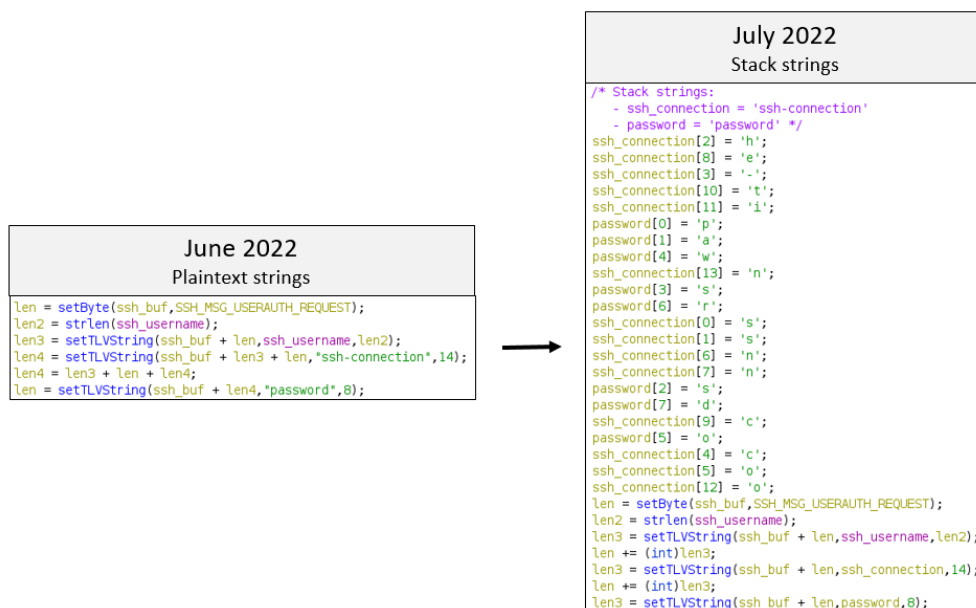 June 2022
Plaintext strings
len = setByte(ssh_buf,SSH_MSG_USERAUTH_REQUEST);
len2 = strlen(ssh_username);
len3 = setTLVString(ssh_buf + len,ssh_username,len2);
len4 = setTLVString(ssh_buf + len3 + len,"ssh-connection",14);
len4 = len3 + len + len4;
len = setTLVString(ssh_buf + len4,"password",8);
July 2022
Stack strings
/* Stack strings:
- ssh_connection = 'ssh-connection'
- password = 'password' */
ssh_connection[2] = 'h';
ssh_connection[8] = 'e';
ssh_connection[3] = '-';
ssh_connection[10] = 't';
ssh_connection[11] = 'i';
password[0] = 'p';
password[1] = 'a';
password[4] = 'w';
ssh_connection[13] = 'n';
password[3] = 's';
password[6] = 'r';
ssh_connection[0] = 's';
ssh_connection[1] = 's';
ssh_connection[6] = 'n';
ssh_connection[7] = 'n';
password[2] = 's';
password[7] = 'd';
ssh_connection[9] = 'c';
password[5] = 'o';
ssh_connection[4] = 'c';
ssh_connection[5] = 'o';
ssh_connection[12] = 'o';
len = setByte(ssh_buf,SSH_MSG_USERAUTH_REQUEST);
len2 = strlen(ssh_username);
len3 = setTLVString(ssh_buf + len,ssh_username,len2);
len += (int)len3;
len3 = setTLVString(ssh_buf + len,ssh_connection,14);
len += (int)len3;
len3 = setTLVString(ssh_buf + len,password,8);